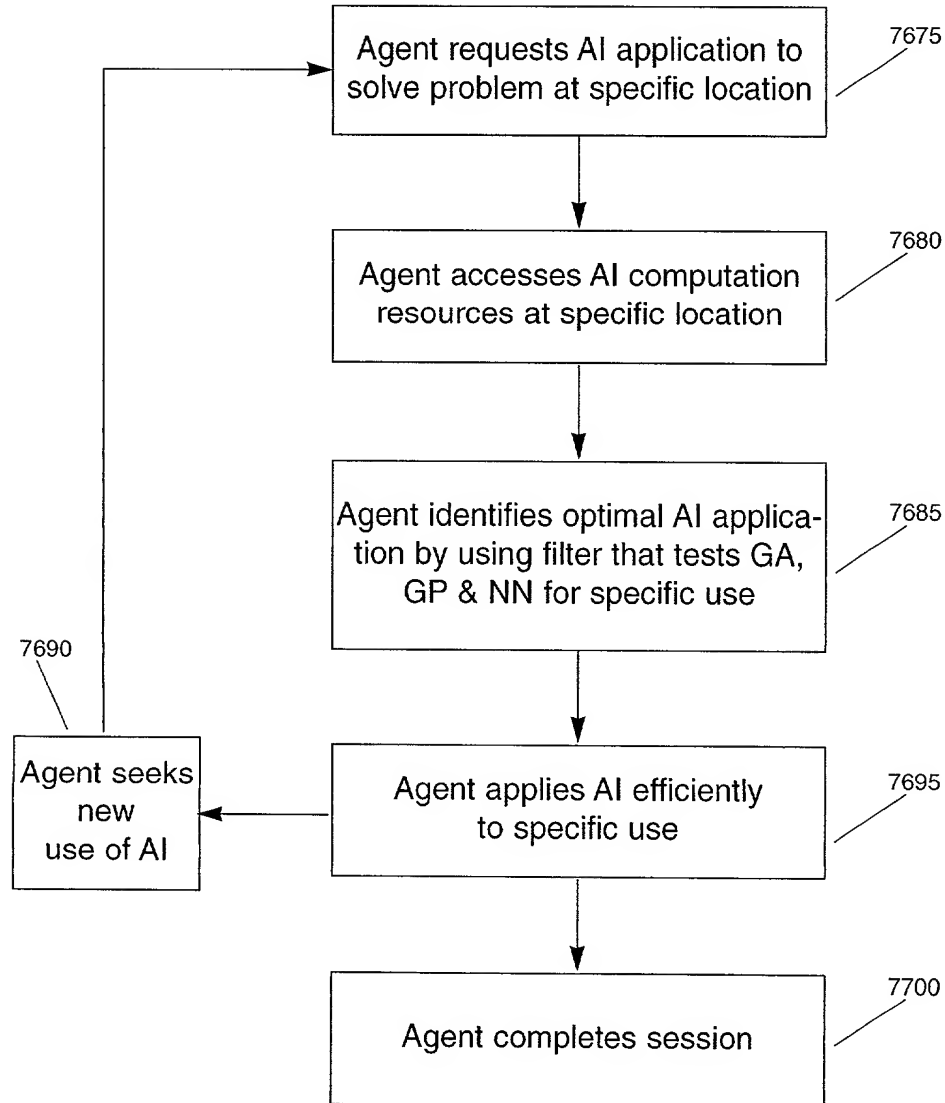 Agent requests AI application to
solve problem at specific location
7675
Agent accesses AI computation
resources at specific location
7680
Agent identifies optimal AI applica-
tion by using filter that tests GA,
GP & NN for specific use
7685
7690
Agent seeks
new
use of AI
Agent applies AI efficiently
to specific use
7695
Agent completes session
7700